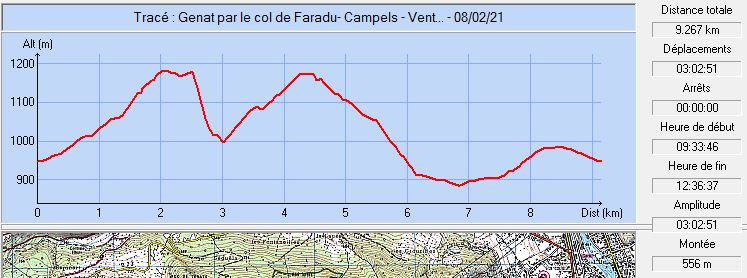 Tracé : Genat par le col de Faradu- Campels - Vent... - 08/02/21
Distance totale
9.267 km
Déplacements
03:02:51
Arrêts
00:00:00
Heure de début
09:33:46
Heure de fin
12:36:37
Amplitude
03:02:51
Montée
556 m
Alt (m)
1200
1100
1000
900
0 1 2 3 4 5 6 7 8 Dist (km)